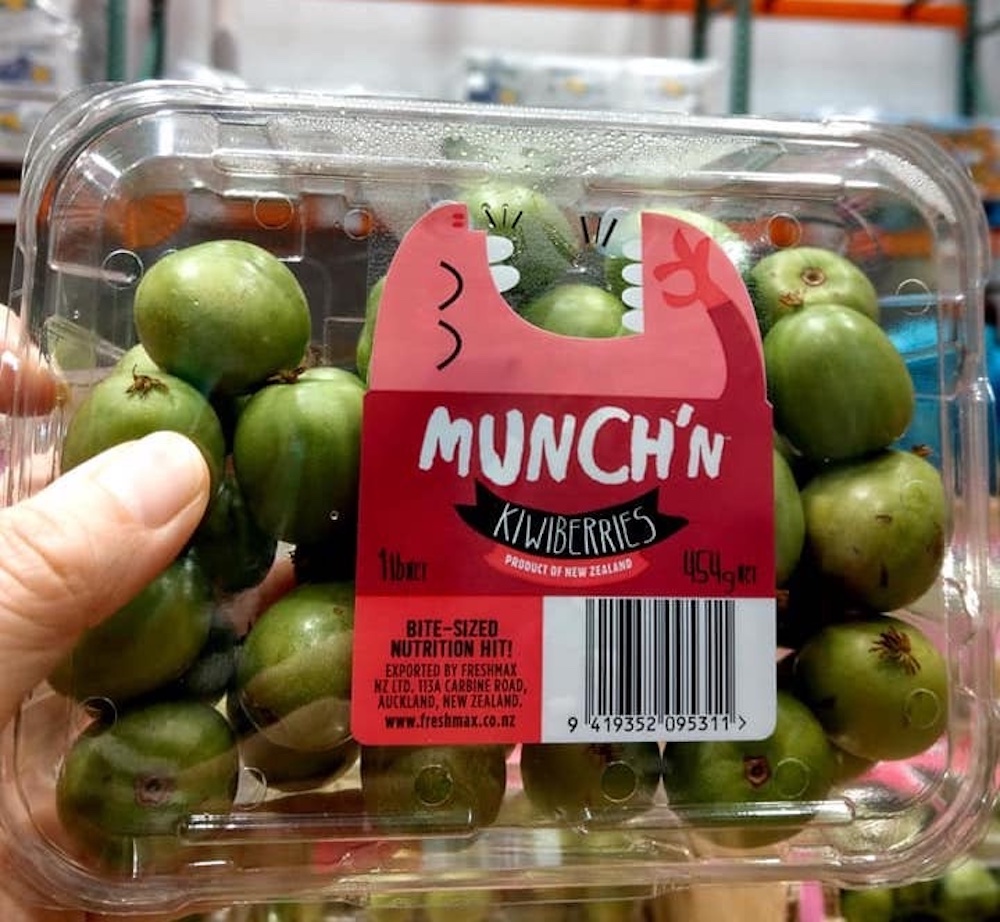 MUNCH'N
KIWIBERRIES
PRODUCT OF NEW ZEALAND
1lb NET 454g NET
BITE-SIZED
NUTRITION HIT!
EXPORTED BY FRESHMAX
NZ LTD. 113A CARBINE ROAD,
AUCKLAND, NEW ZEALAND.
www.freshmax.co.nz
9 419352 095311 >